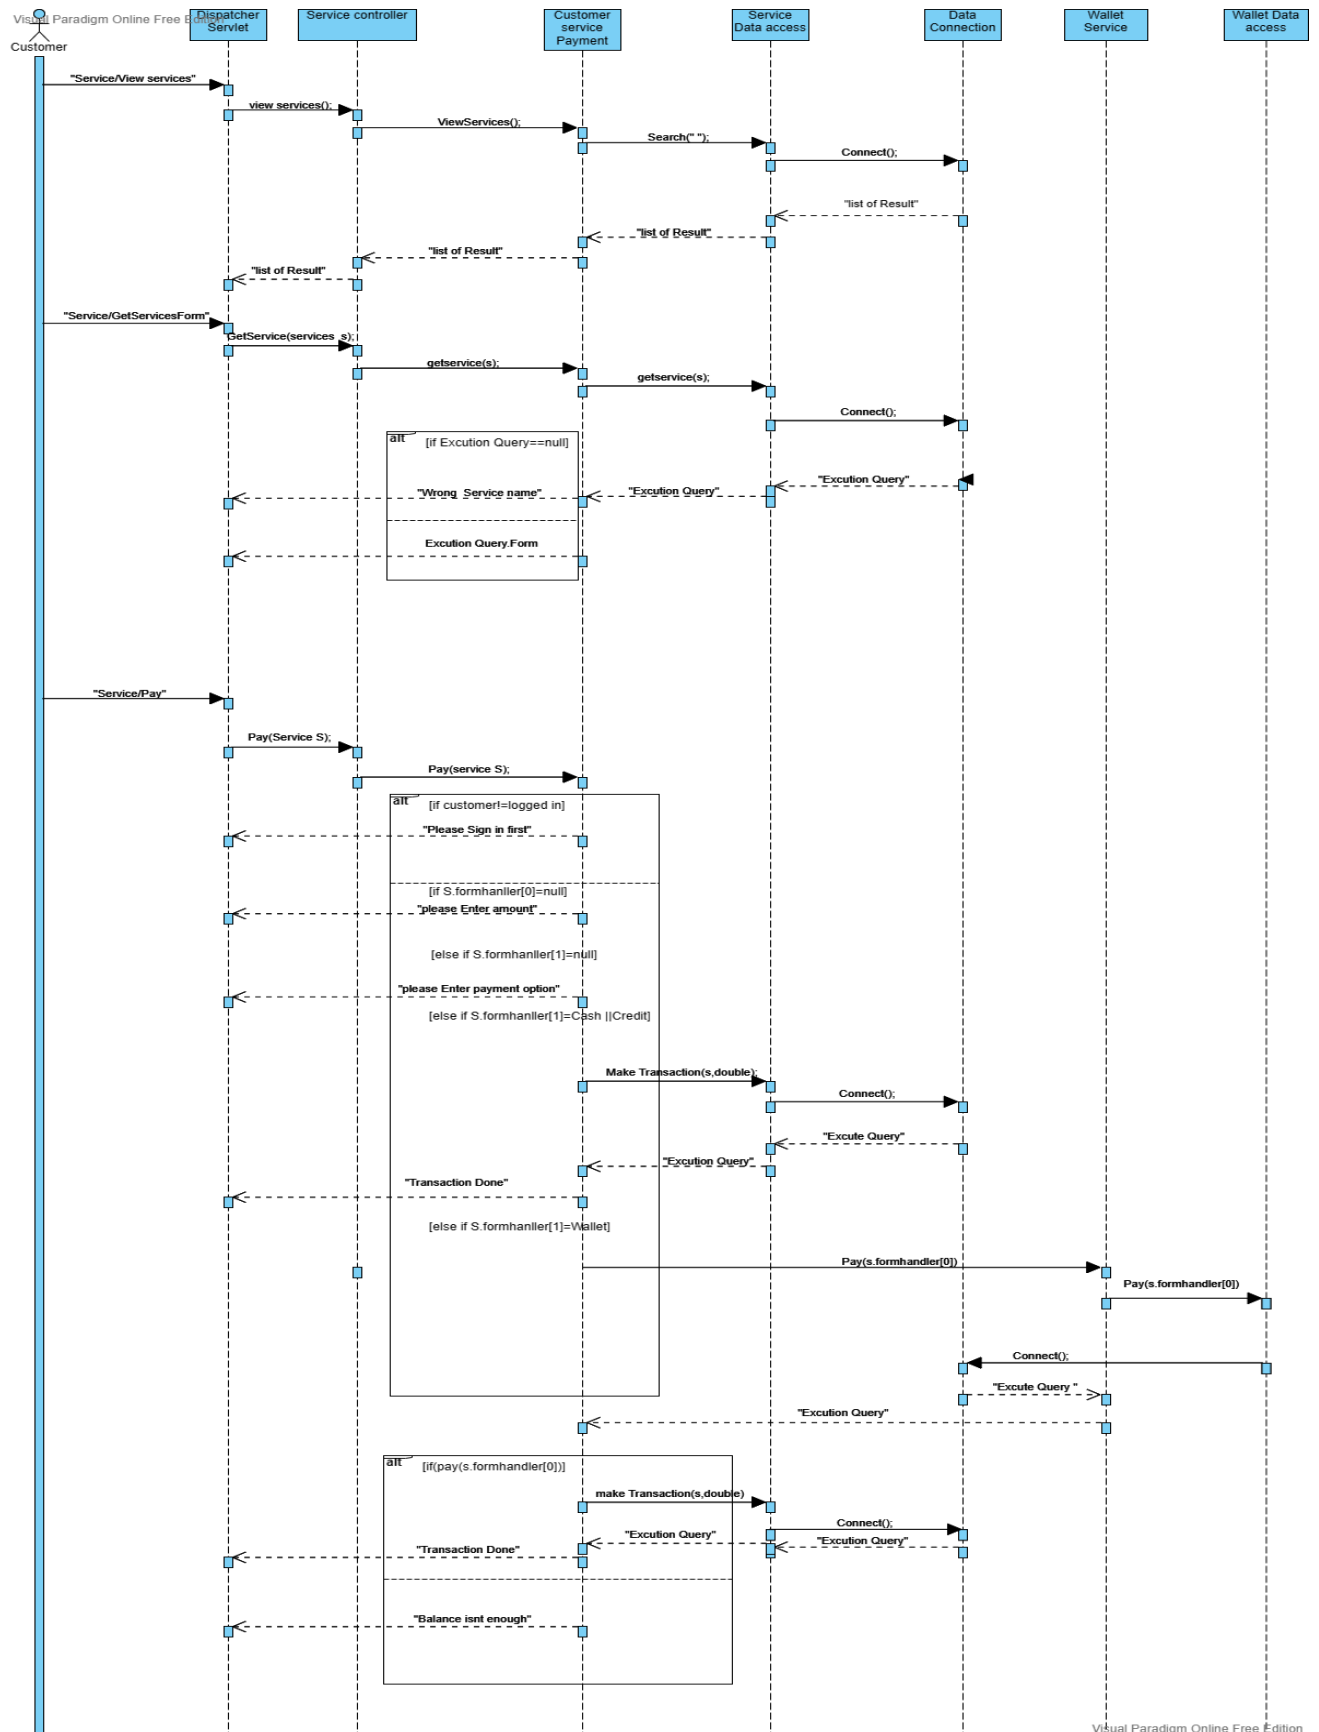 Visual Paradigm Online Free Edition
Customer
Dispatcher
Servlet
Service controller
Customer
service
Payment
Service
Data access
Data
Connection
Wallet
Service
Wallet Data
access
"Service/View services"
view services();
ViewServices();
Search(" ");
Connect();
"list of Result"
"list of Result"
"list of Result"
"list of Result"
"Service/GetServicesForm"
GetService(services s);
getservice(s);
getservice(s);
Connect();
alt
[if Excution Query==null]
"Excution Query"
"Excution Query"
"Wrong Service name"
Excution Query.Form
"Service/Pay"
Pay(Service S);
Pay(service S);
alt
[if customer!=logged in]
"Please Sign in first"
[if S.formhanller[0]=null]
"please Enter amount"
[else if S.formhanller[1]=null]
"please Enter payment option"
[else if S.formhanller[1]=Cash ||Credit]
Make Transaction(s,double);
Connect();
"Excute Query"
"Excution Query"
"Transaction Done"
[else if S.formhanller[1]=Wallet]
Pay(s.formhandler[0])
Pay(s.formhandler[0])
Connect();
"Excute Query "
"Excution Query"
alt
[if(pay(s.formhandler[0])]
make Transaction(s,double)
Connect();
"Excution Query"
"Excution Query"
"Transaction Done"
"Balance isnt enough"
Visual Paradigm Online Free Edition